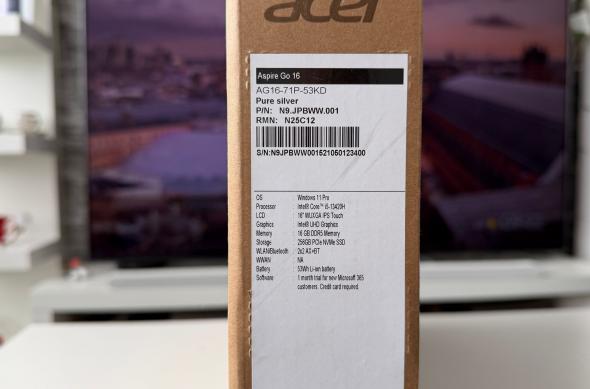 acer
Aspire Go 16
AG16-71P-53KD
Pure silver
P/N: N9.JPBWW.001
RMN: N25C12
S/N:N9JPBWW001521050123400
OS Windows 11 Pro
Processor Intel® Core™ i5-13420H
LCD 16" WUXGA IPS Touch
Graphics Intel® UHD Graphics
Memory 16 GB DDR5 Memory
Storage 256GB PCIe NVMe SSD
WLAN/Bluetooth 2x2 AX+BT
WWAN NA
Battery 53Wh Li-ion battery
Software 1 month trial for new Microsoft 365
customers. Credit card required.